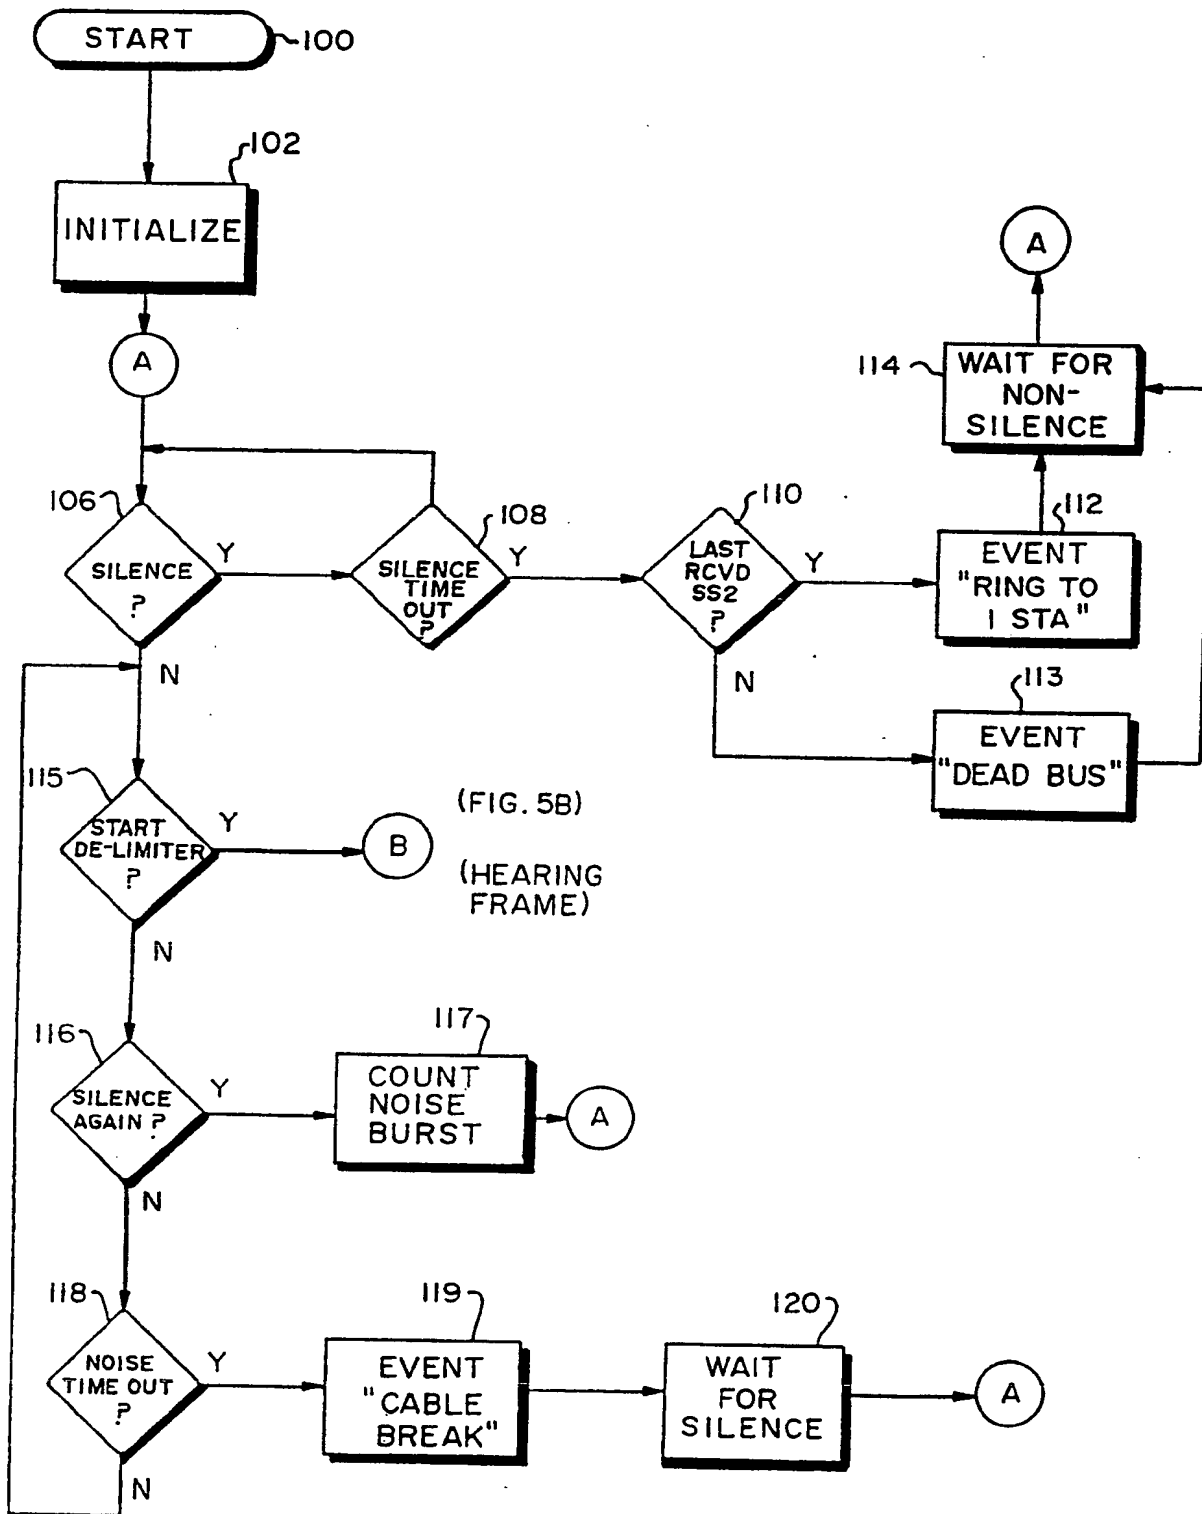 START
100
102
INITIALIZE
A
A
114
WAIT FOR
NON-
SILENCE
106
SILENCE
?
Y
N
108
SILENCE
TIME
OUT
?
Y
110
LAST
RCVD
SS2
?
Y
N
112
EVENT
"RING TO
1 STA"
113
EVENT
"DEAD BUS"
115
START
DE-LIMITER
?
Y
N
B
(FIG. 5B)
(HEARING
FRAME)
116
SILENCE
AGAIN ?
Y
N
117
COUNT
NOISE
BURST
A
118
NOISE
TIME OUT
?
Y
N
119
EVENT
"CABLE
BREAK"
120
WAIT
FOR
SILENCE
A